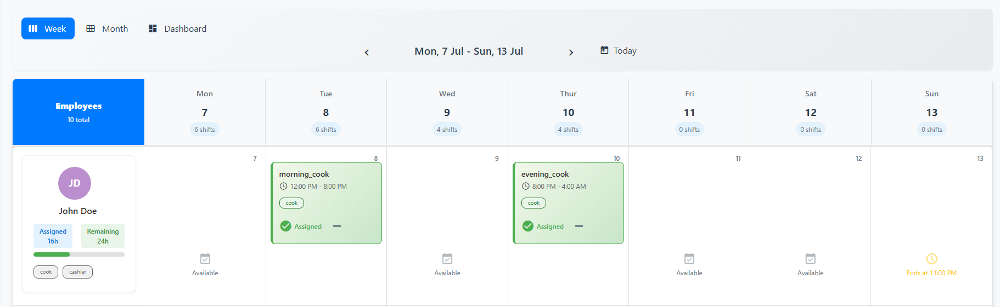 Week
Month
Dashboard
Mon, 7 Jul - Sun, 13 Jul
Today
Employees
10 total
Mon
7
6 shifts
Tue
8
6 shifts
Wed
9
4 shifts
Thur
10
4 shifts
Fri
11
0 shifts
Sat
12
0 shifts
Sun
13
0 shifts
JD
John Doe
Assigned
16h
Remaining
24h
cook
cashier
7
Available
8
morning_cook
12:00 PM - 8:00 PM
cook
Assigned
9
Available
10
evening_cook
8:00 PM - 4:00 AM
cook
Assigned
11
Available
12
Available
13
Ends at 11:00 PM